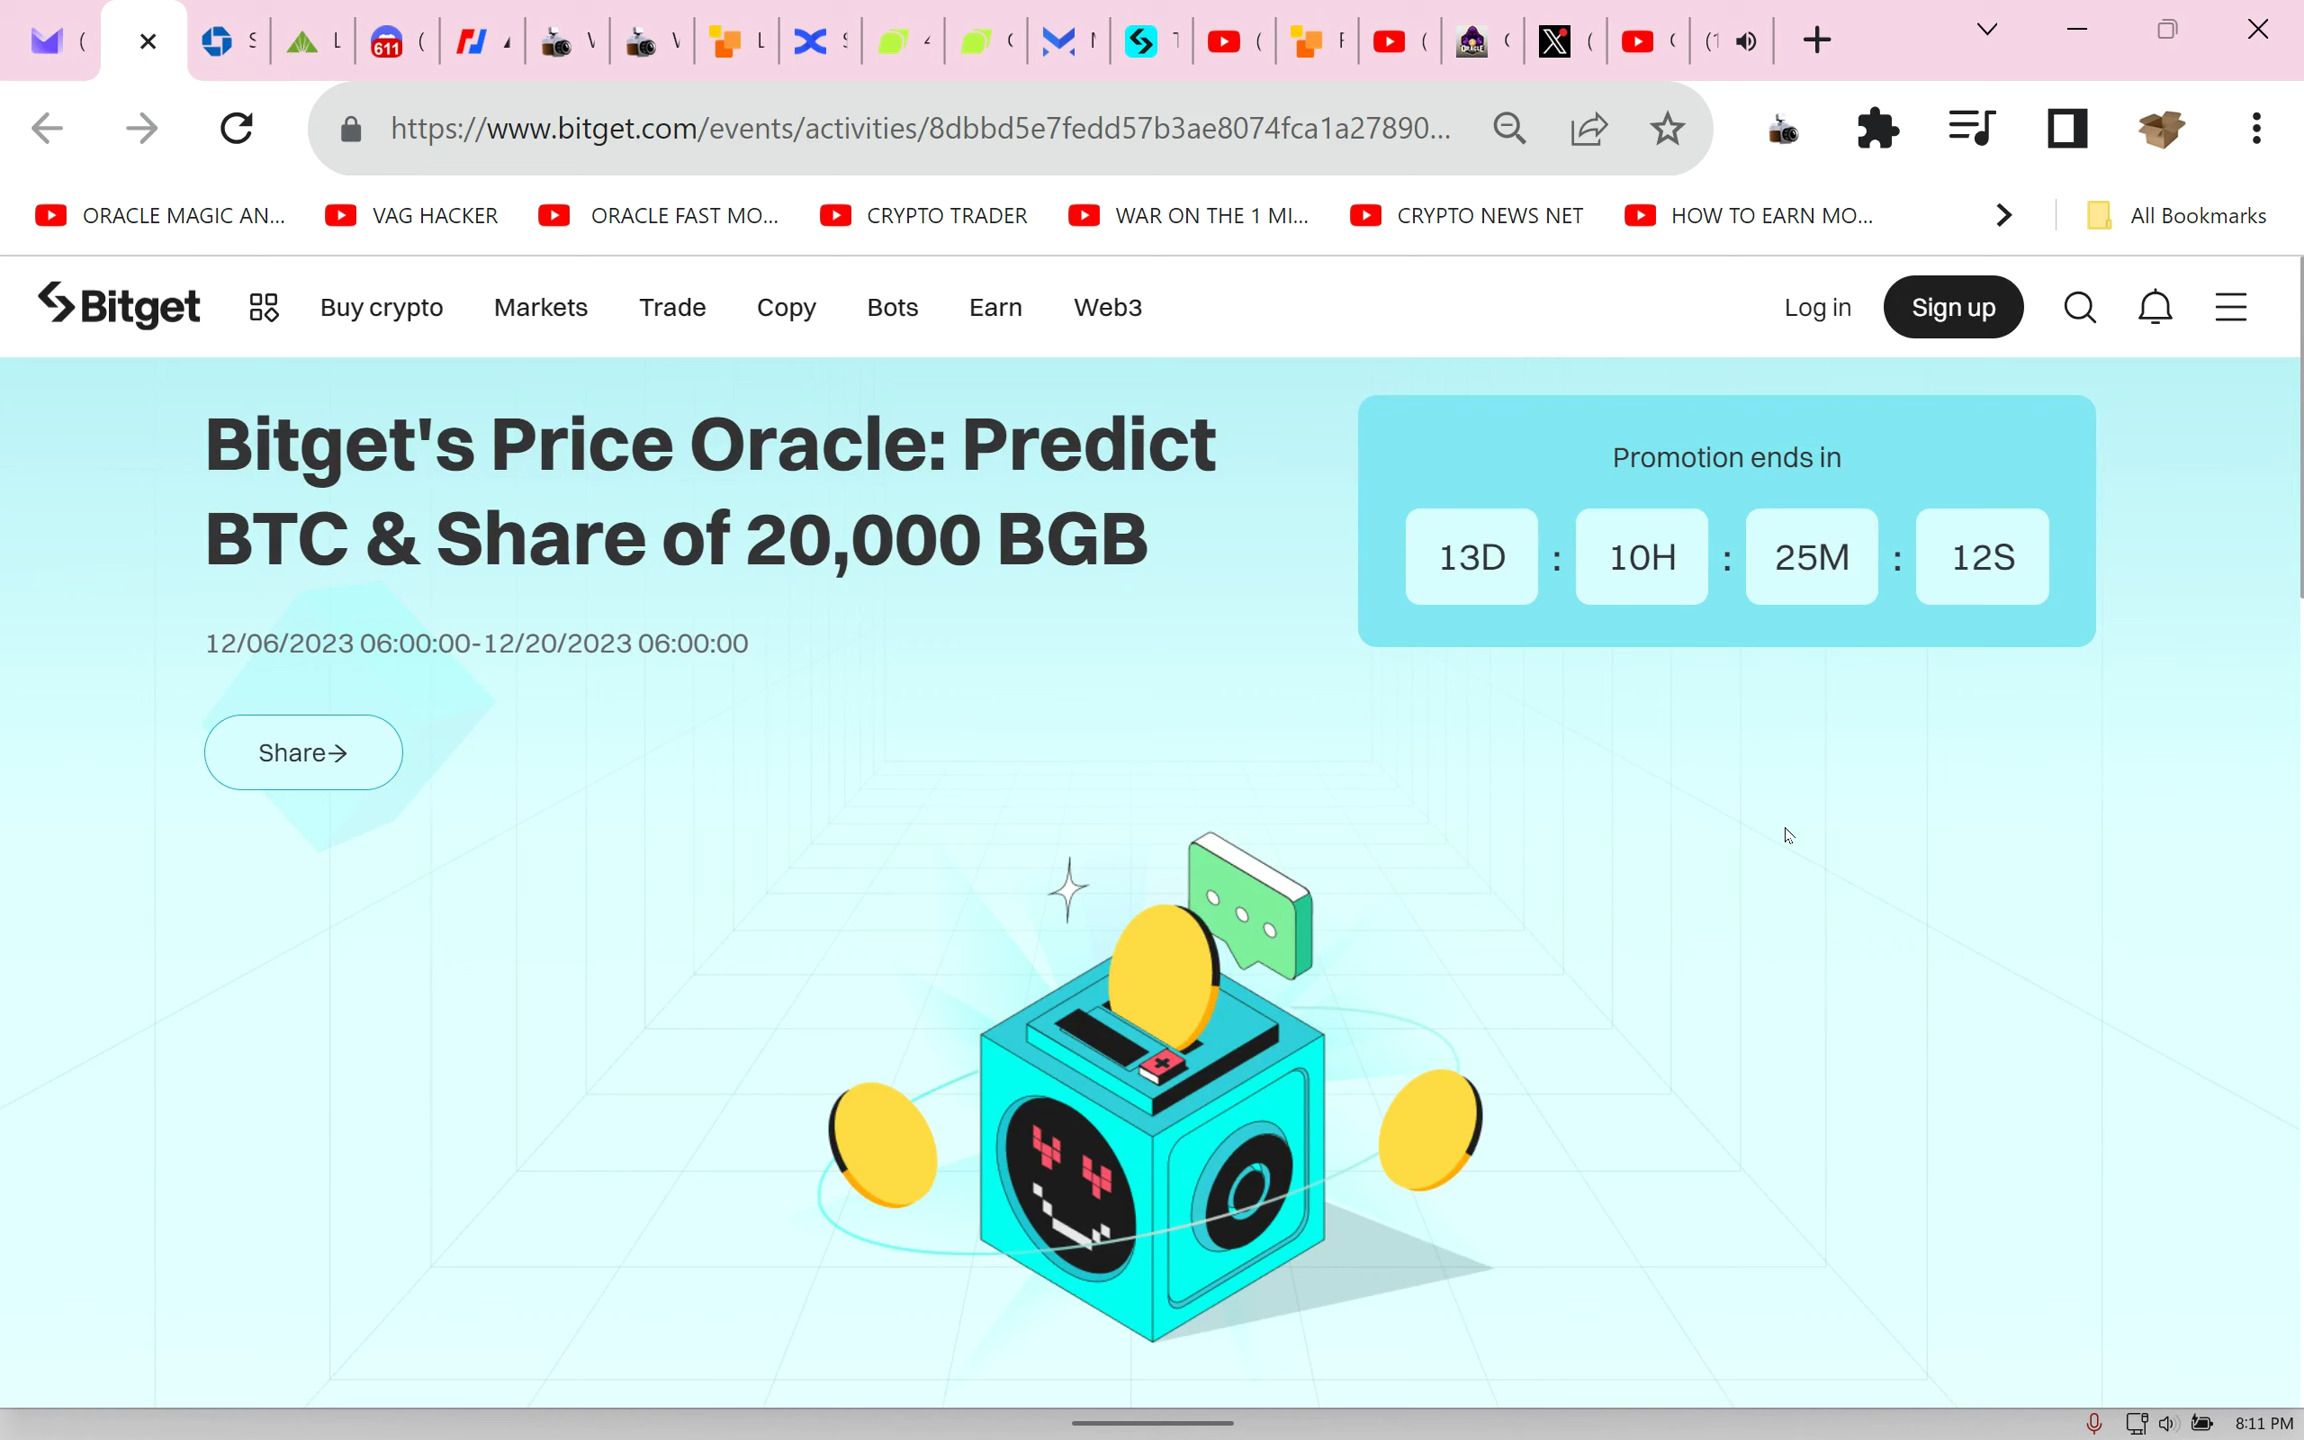 611
https://www.bitget.com/events/activities/8dbbd5e7fedd57b3ae8074fca1a27890...
ORACLE MAGIC AN...
VAG HACKER
ORACLE FAST MO...
CRYPTO TRADER
WAR ON THE 1 MI...
CRYPTO NEWS NET
HOW TO EARN MO...
All Bookmarks
Bitget
Buy crypto
Markets
Trade
Copy
Bots
Earn
Web3
Log in
Sign up
Bitget's Price Oracle: Predict
BTC & Share of 20,000 BGB
12/06/2023 06:00:00-12/20/2023 06:00:00
Share→
Promotion ends in
13D : 10H : 25M : 12S
8:11 PM